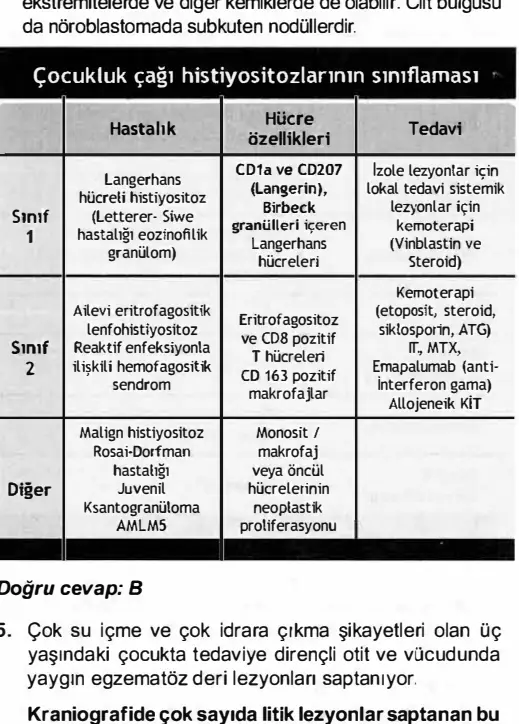 ekstremitelerde ve diğer kemiklerde de olabilir. Cilt bulgusu
da nöroblastomada subkuten nodüllerdir.
Çocukluk çağı histiyositozlarının sınıflaması
Hastalık
Hücre
özellikleri
Tedavi
Sınıf
1
Langerhans
hücreli histiyositoz
(Letterer- Siwe
hastalığı eozinofilik
granülom)
CD1a ve CD207
(Langerin),
Birbeck
granülleri içeren
Langerhans
hücreleri
İzole lezyonlar için
lokal tedavi sistemik
lezyonlar için
kemoterapi
(Vinblastin ve
Steroid)
Sınıf
2
Ailevi eritrofagositik
lenfohistiyositoz
Reaktif enfeksiyonla
ilişkili hemofagositik
sendrom
Eritrofagositoz
ve CD8 pozitif
T hücreleri
CD 163 pozitif
makrofajlar
Kemoterapi
(etoposit, steroid,
siklosporin, ATG)
IT, MTX,
Emapalumab (anti-
interferon gama)
Allojeneik KİT
Diğer
Malign histiyositoz
Rosai-Dorfman
hastalığı
Juvenil
Ksantogranüloma
AMLM5
Monosit /
makrofaj
veya öncül
hücrelerinin
neoplastik
proliferasyonu
Doğru cevap: B
5. Çok su içme ve çok idrara çıkma şikayetleri olan üç
yaşındaki çocukta tedaviye dirençli otit ve vücudunda
yaygın egzematöz deri lezyonları saptanıyor.
Kraniografide çok sayıda litik lezyonlar saptanan bu